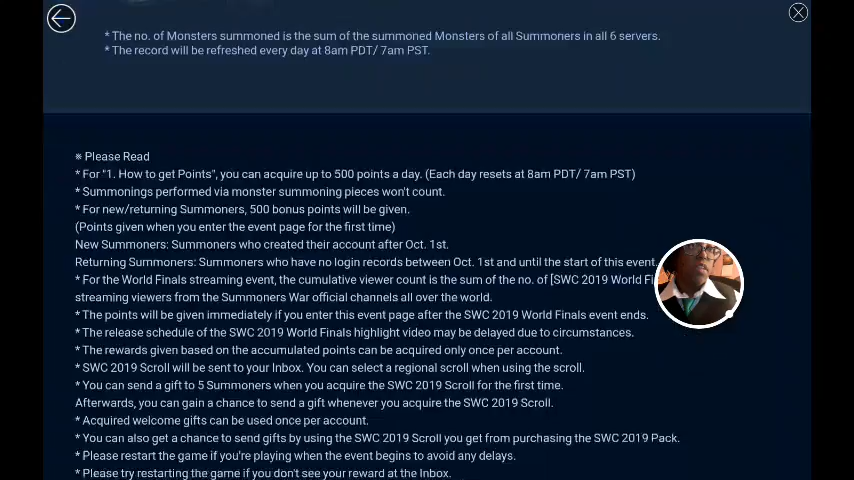 * The no. of Monsters summoned is the sum of the summoned Monsters of all Summoners in all 6 servers.
* The record will be refreshed every day at 8am PDT/ 7am PST.
※ Please Read
* For "1. How to get Points", you can acquire up to 500 points a day. (Each day resets at 8am PDT/ 7am PST)
* Summonings performed via monster summoning pieces won't count.
* For new/returning Summoners, 500 bonus points will be given.
(Points given when you enter the event page for the first time)
New Summoners: Summoners who created their account after Oct. 1st.
Returning Summoners: Summoners who have no login records between Oct. 1st and until the start of this event.
* For the World Finals streaming event, the cumulative viewer count is the sum of the no. of [SWC 2019 World
streaming viewers from the Summoners War official channels all over the world.
* The points will be given immediately if you enter this event page after the SWC 2019 World Finals event ends.
* The release schedule of the SWC 2019 World Finals highlight video may be delayed due to circumstances.
* The rewards given based on the accumulated points can be acquired only once per account.
* SWC 2019 Scroll will be sent to your Inbox. You can select a regional scroll when using the scroll.
* You can send a gift to 5 Summoners when you acquire the SWC 2019 Scroll for the first time.
Afterwards, you can gain a chance to send a gift whenever you acquire the SWC 2019 Scroll.
* Acquired welcome gifts can be used once per account.
* You can also get a chance to send gifts by using the SWC 2019 Scroll you get from purchasing the SWC 2019 Pack.
* Please restart the game if you're playing when the event begins to avoid any delays.
* Please try restarting the game if you don't see your reward at the Inbox.